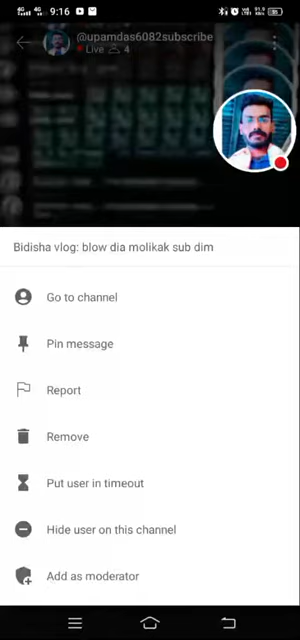 9:16
@upamdas6082subscribe
Live 4
Bidisha vlog: blow dia molikak sub dim
Go to channel
Pin message
Report
Remove
Put user in timeout
Hide user on this channel
Add as moderator